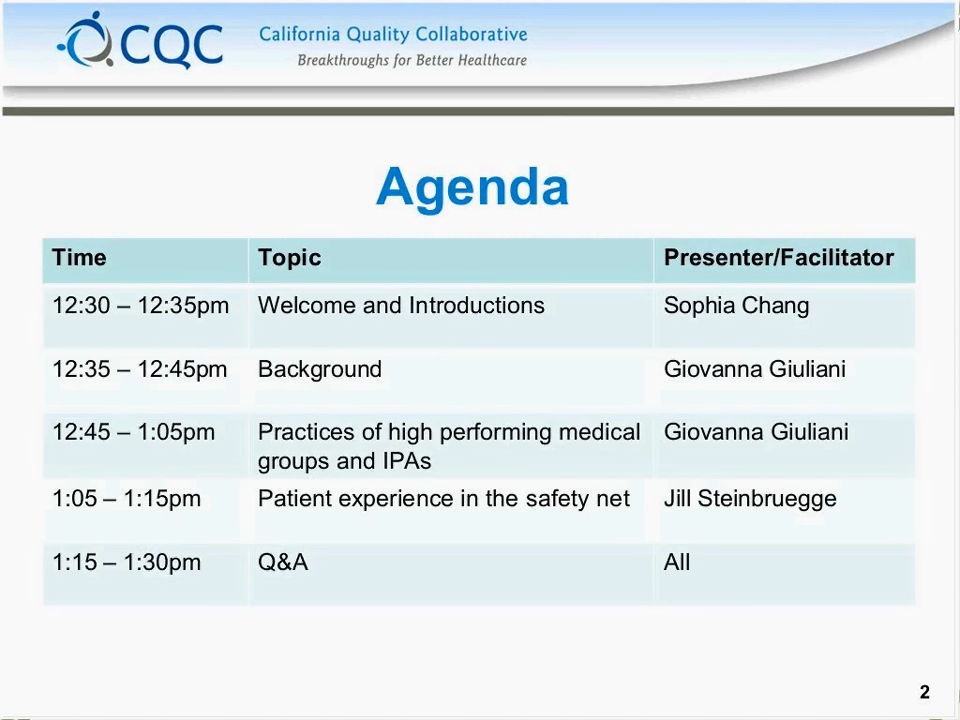 CQC California Quality Collaborative
Breakthroughs for Better Healthcare
Agenda
Time Topic Presenter/Facilitator
12:30 – 12:35pm Welcome and Introductions Sophia Chang
12:35 – 12:45pm Background Giovanna Giuliani
12:45 – 1:05pm Practices of high performing medical Giovanna Giuliani
groups and IPAs
1:05 – 1:15pm Patient experience in the safety net Jill Steinbruegge
1:15 – 1:30pm Q&A All
2